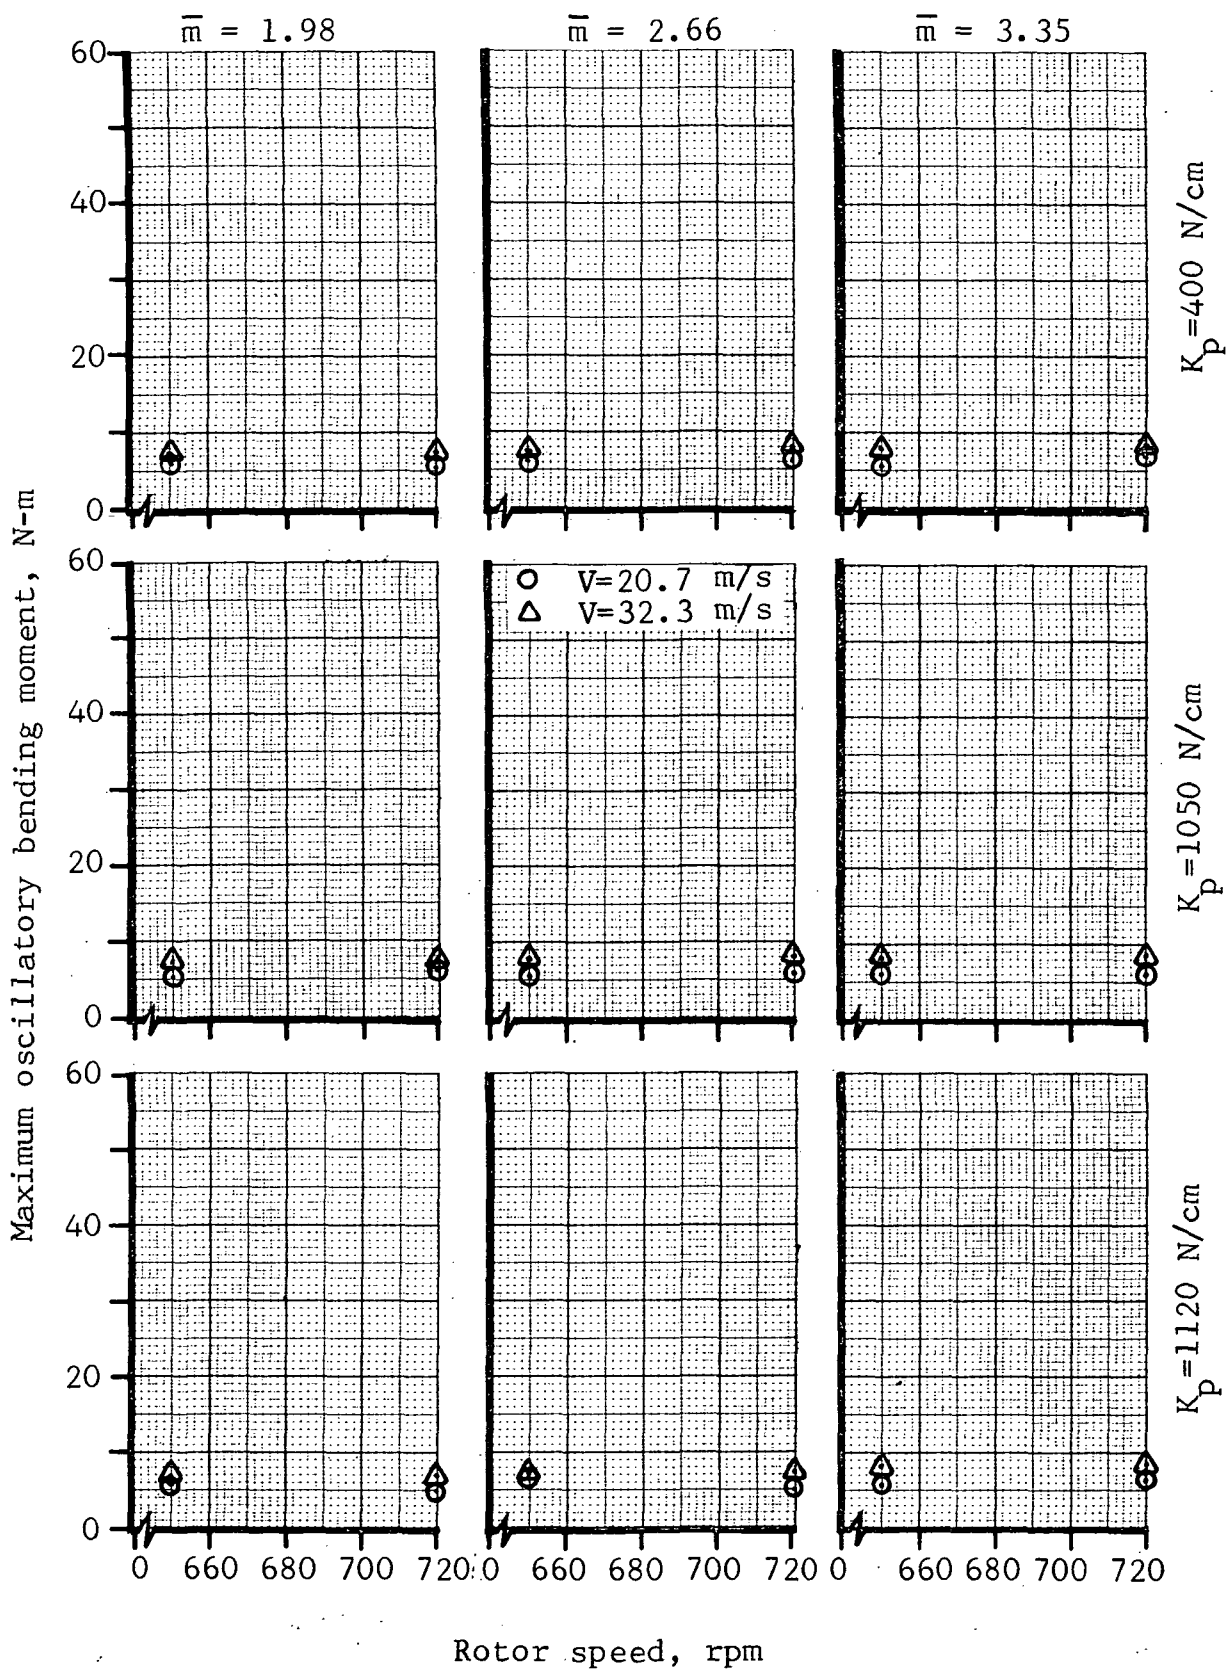 m̅ = 1.98
m̅ = 2.66
m̅ = 3.35
60
40
20
0
K_p=400 N/cm
Maximum oscillatory bending moment, N-m
60
40
20
0
V=20.7 m/s
V=32.3 m/s
K_p=1050 N/cm
60
40
20
0
K_p=1120 N/cm
0 660 680 700 720 0 660 680 700 720 0 660 680 700 720
Rotor speed, rpm